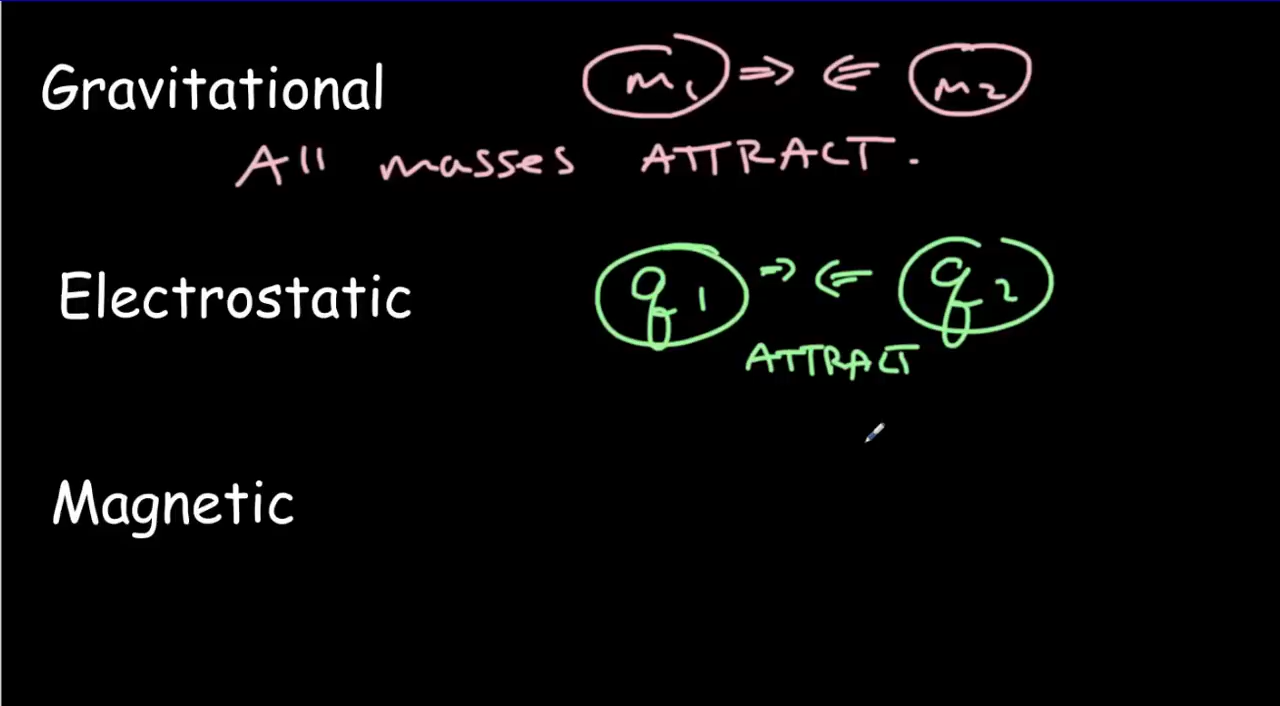 Gravitational m1 ⇒ ⇐ m2
All masses ATTRACT.
Electrostatic q1 ⇒ ⇐ q2
ATTRACT
Magnetic